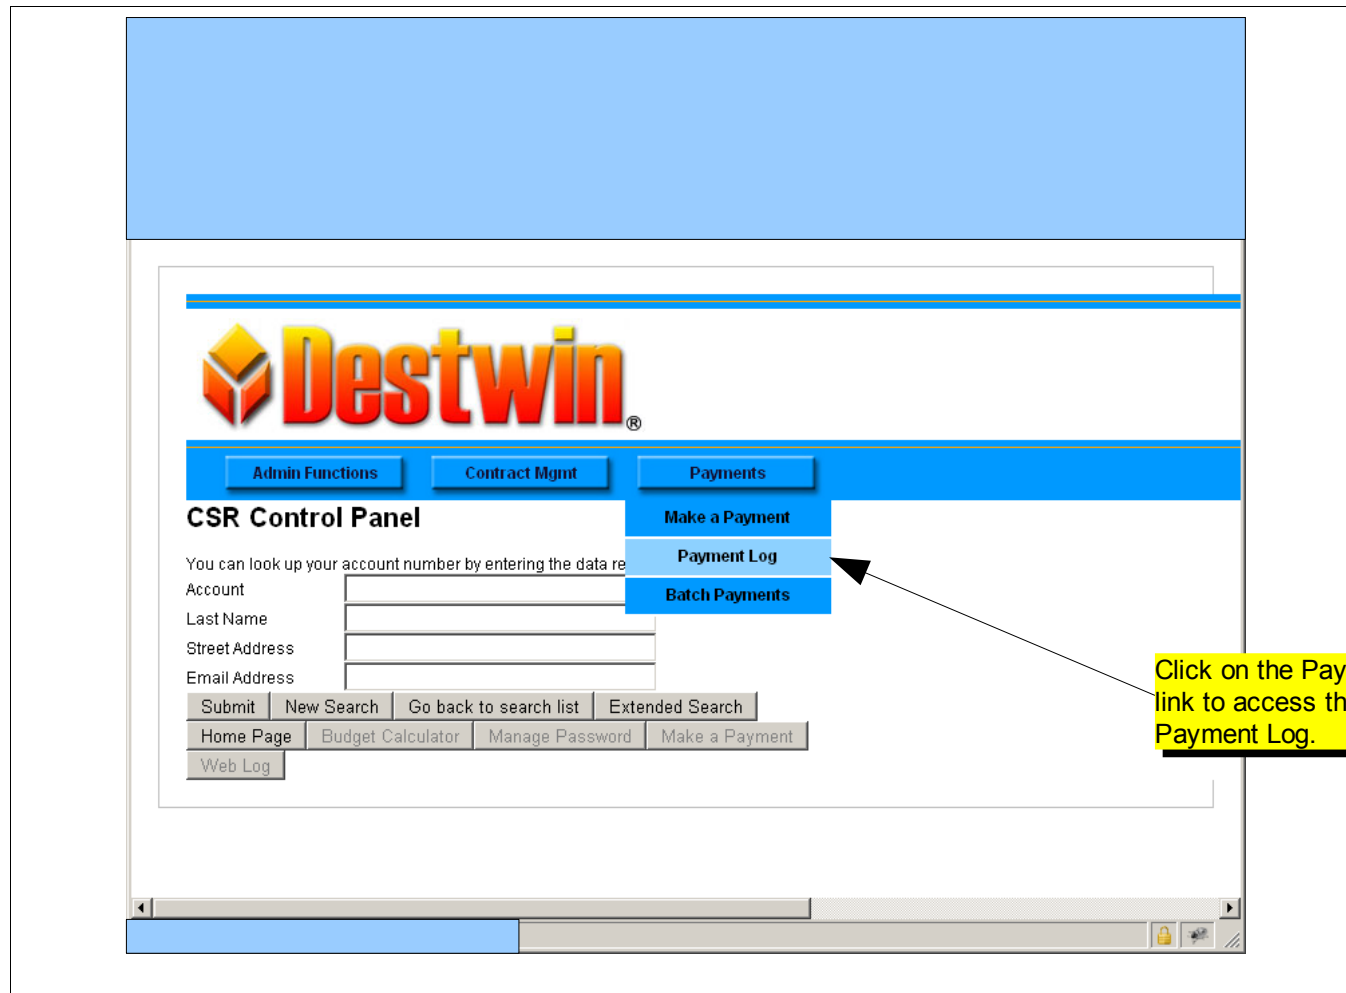 Destwin®
Admin Functions Contract Mgmt Payments
CSR Control Panel
Make a Payment
Payment Log
Batch Payments
You can look up your account number by entering the data
Account
Last Name
Street Address
Email Address
Submit New Search Go back to search list Extended Search
Home Page Budget Calculator Manage Password Make a Payment
Web Log
Click on the
link to access
Payment Log.